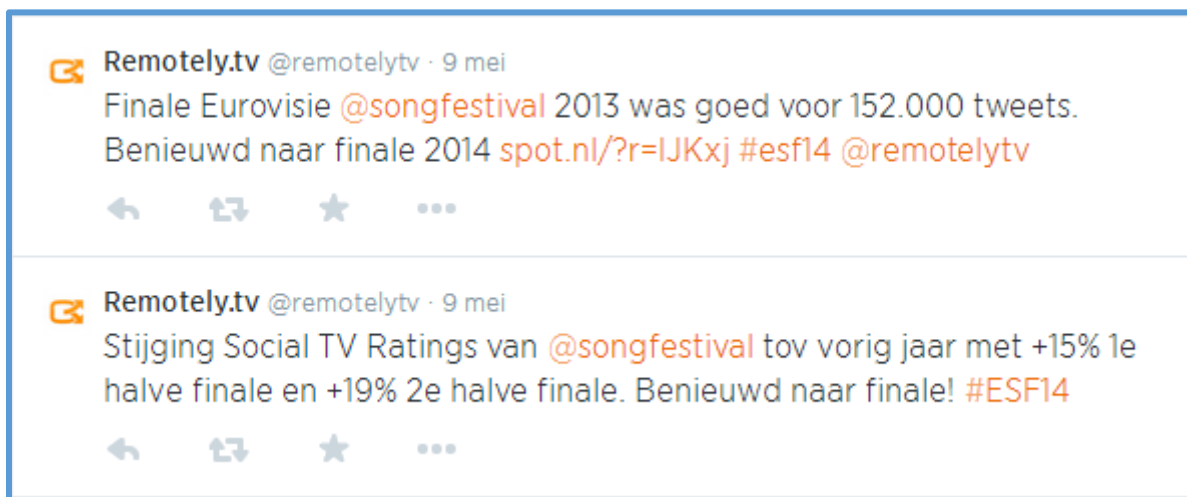 Remotely.tv @remotelytv · 9 mei
Finale Eurovisie @songfestival 2013 was goed voor 152.000 tweets.
Benieuwd naar finale 2014 spot.nl/?r=IJKxj #esf14 @remotelytv
Remotely.tv @remotelytv · 9 mei
Stijging Social TV Ratings van @songfestival tov vorig jaar met +15% 1e
halve finale en +19% 2e halve finale. Benieuwd naar finale! #ESF14